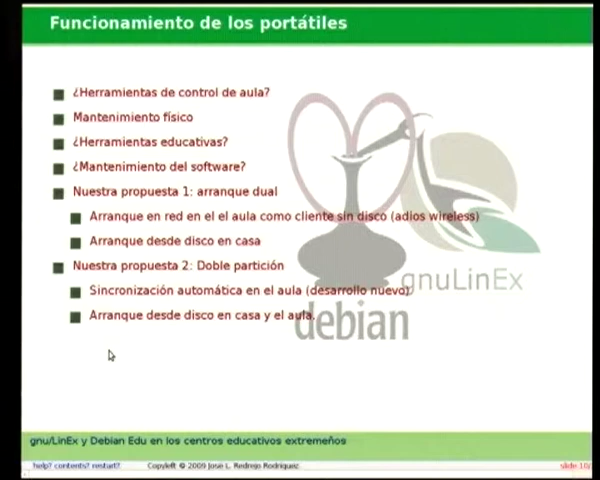 Funcionamiento de los portátiles
¿Herramientas de control de aula?
Mantenimiento físico
¿Herramientas educativas?
¿Mantenimiento del software?
Nuestra propuesta 1: arranque dual
Arranque en red en el el aula como cliente sin disco (adios wireless)
Arranque desde disco en casa
Nuestra propuesta 2: Doble partición
Sincronización automática en el aula (desarrollo nuevo)
Arranque desde disco en casa y el aula.
gnuLinEx
debian
gnu/LinEx y Debian Edu en los centros educativos extremeños
help? contents? restart?
Copyleft © 2009 José L. Redrejo Rodríguez
slide 10/